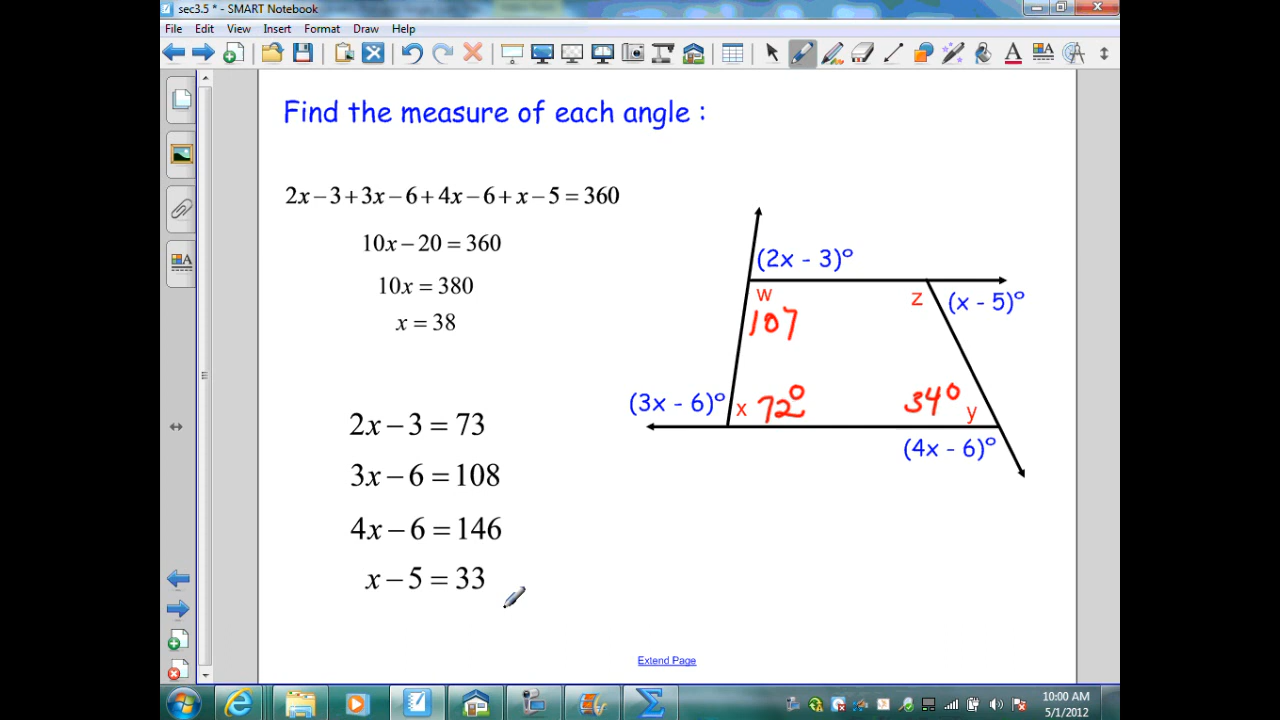 sec3.5 * - SMART Notebook
File Edit View Insert Format Draw Help
Find the measure of each angle :
2x − 3 + 3x − 6 + 4x − 6 + x − 5 = 360
10x − 20 = 360
10x = 380
x = 38
(2x - 3)º
w
z
(x - 5)º
107
(3x - 6)º
x
72º
34º
y
(4x - 6)º
2x − 3 = 73
3x − 6 = 108
4x − 6 = 146
x − 5 = 33
Extend Page
10:00 AM
5/1/2012